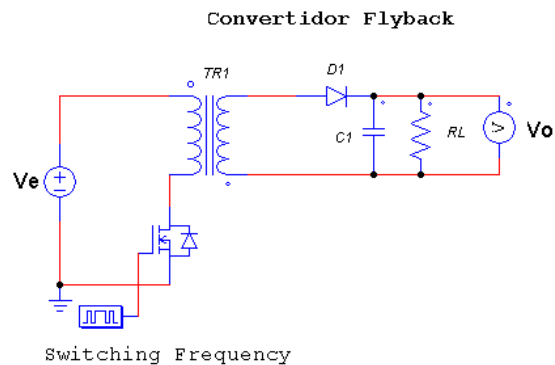 Convertidor Flyback
TR1
D1
C1
RL
V
Vo
Ve
Switching Frequency